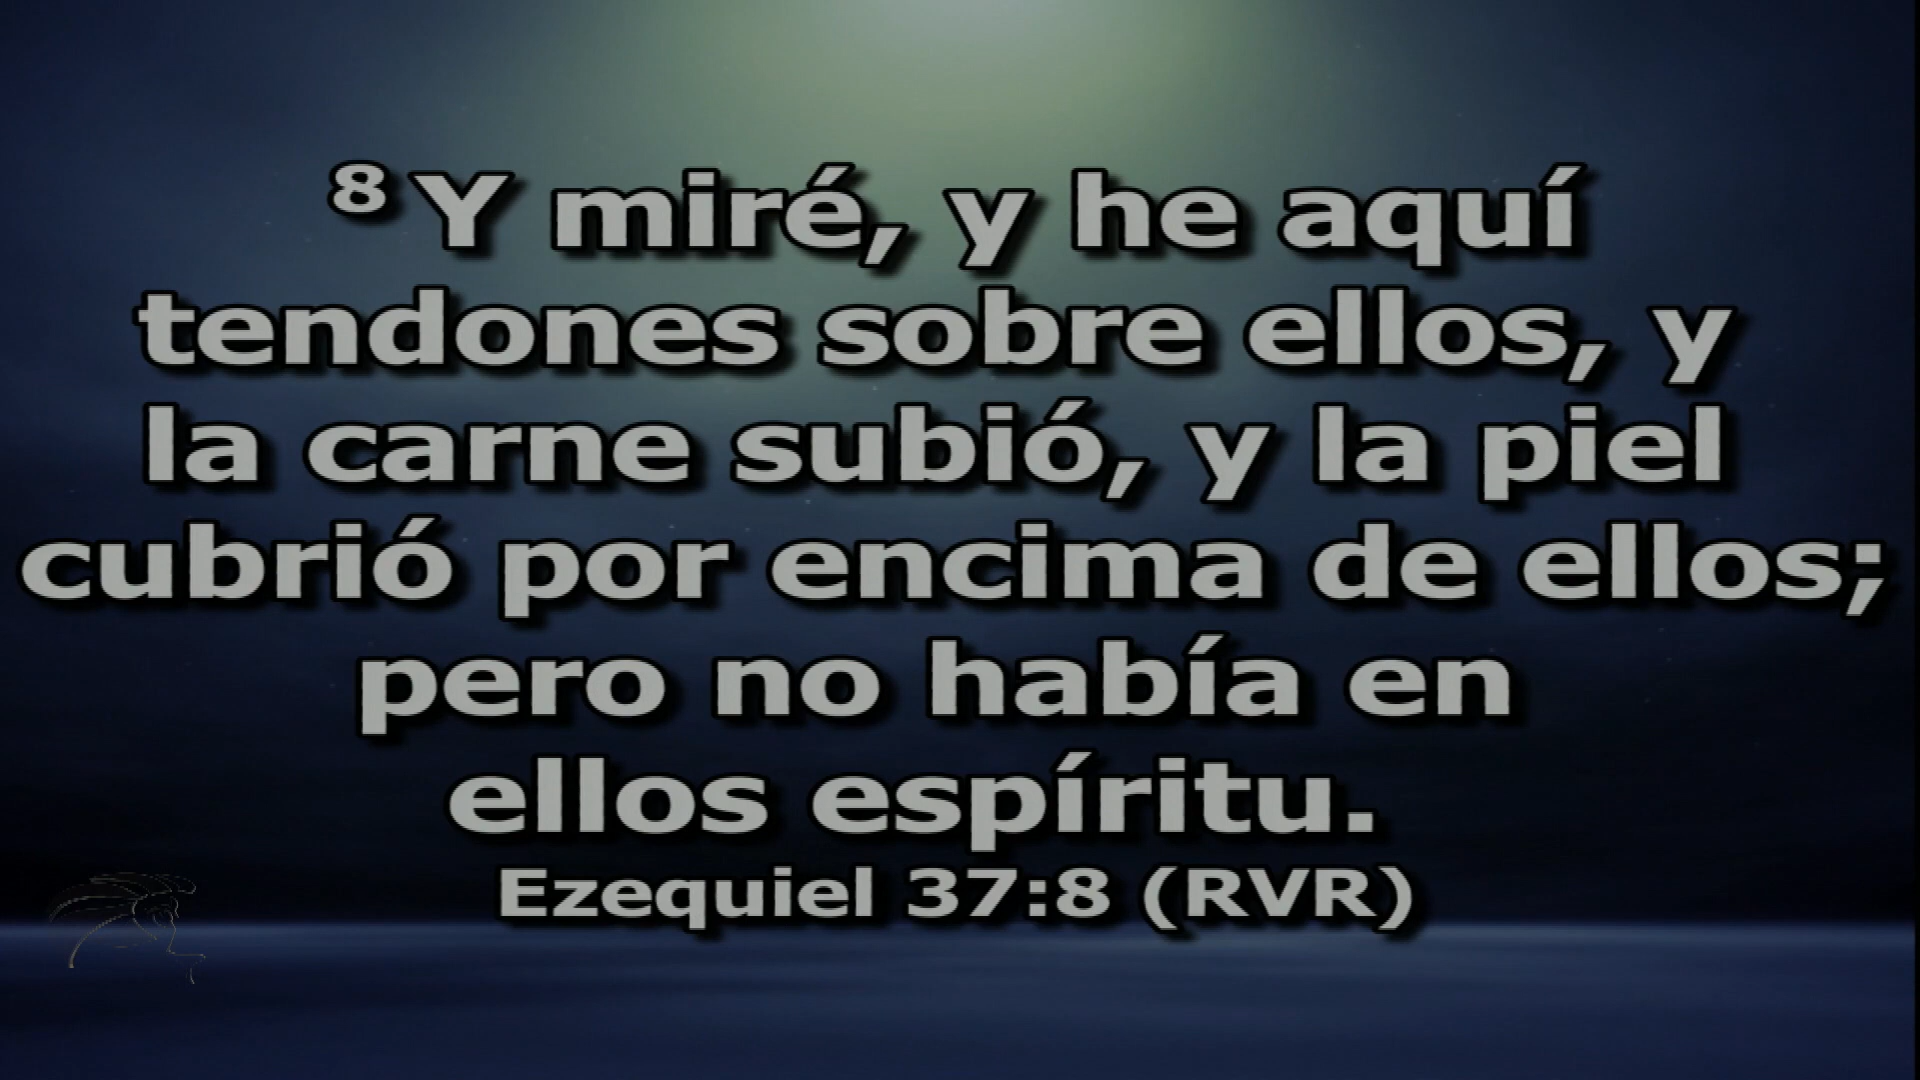 ⁸ Y miré, y he aquí
tendones sobre ellos, y
la carne subió, y la piel
cubrió por encima de ellos;
pero no había en
ellos espíritu.
Ezequiel 37:8 (RVR)